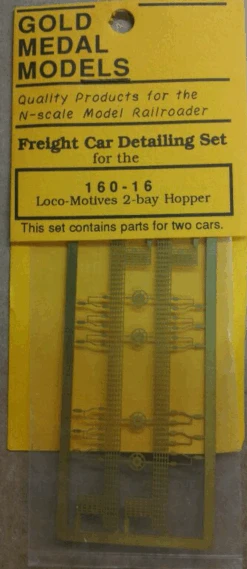 GOLD
MEDAL
MODELS
Quality Products for the
N-scale Model Railroader
Freight Car Detailing Set
for the
160-16
Loco-Motives 2-bay Hopper
This set contains parts for two cars.